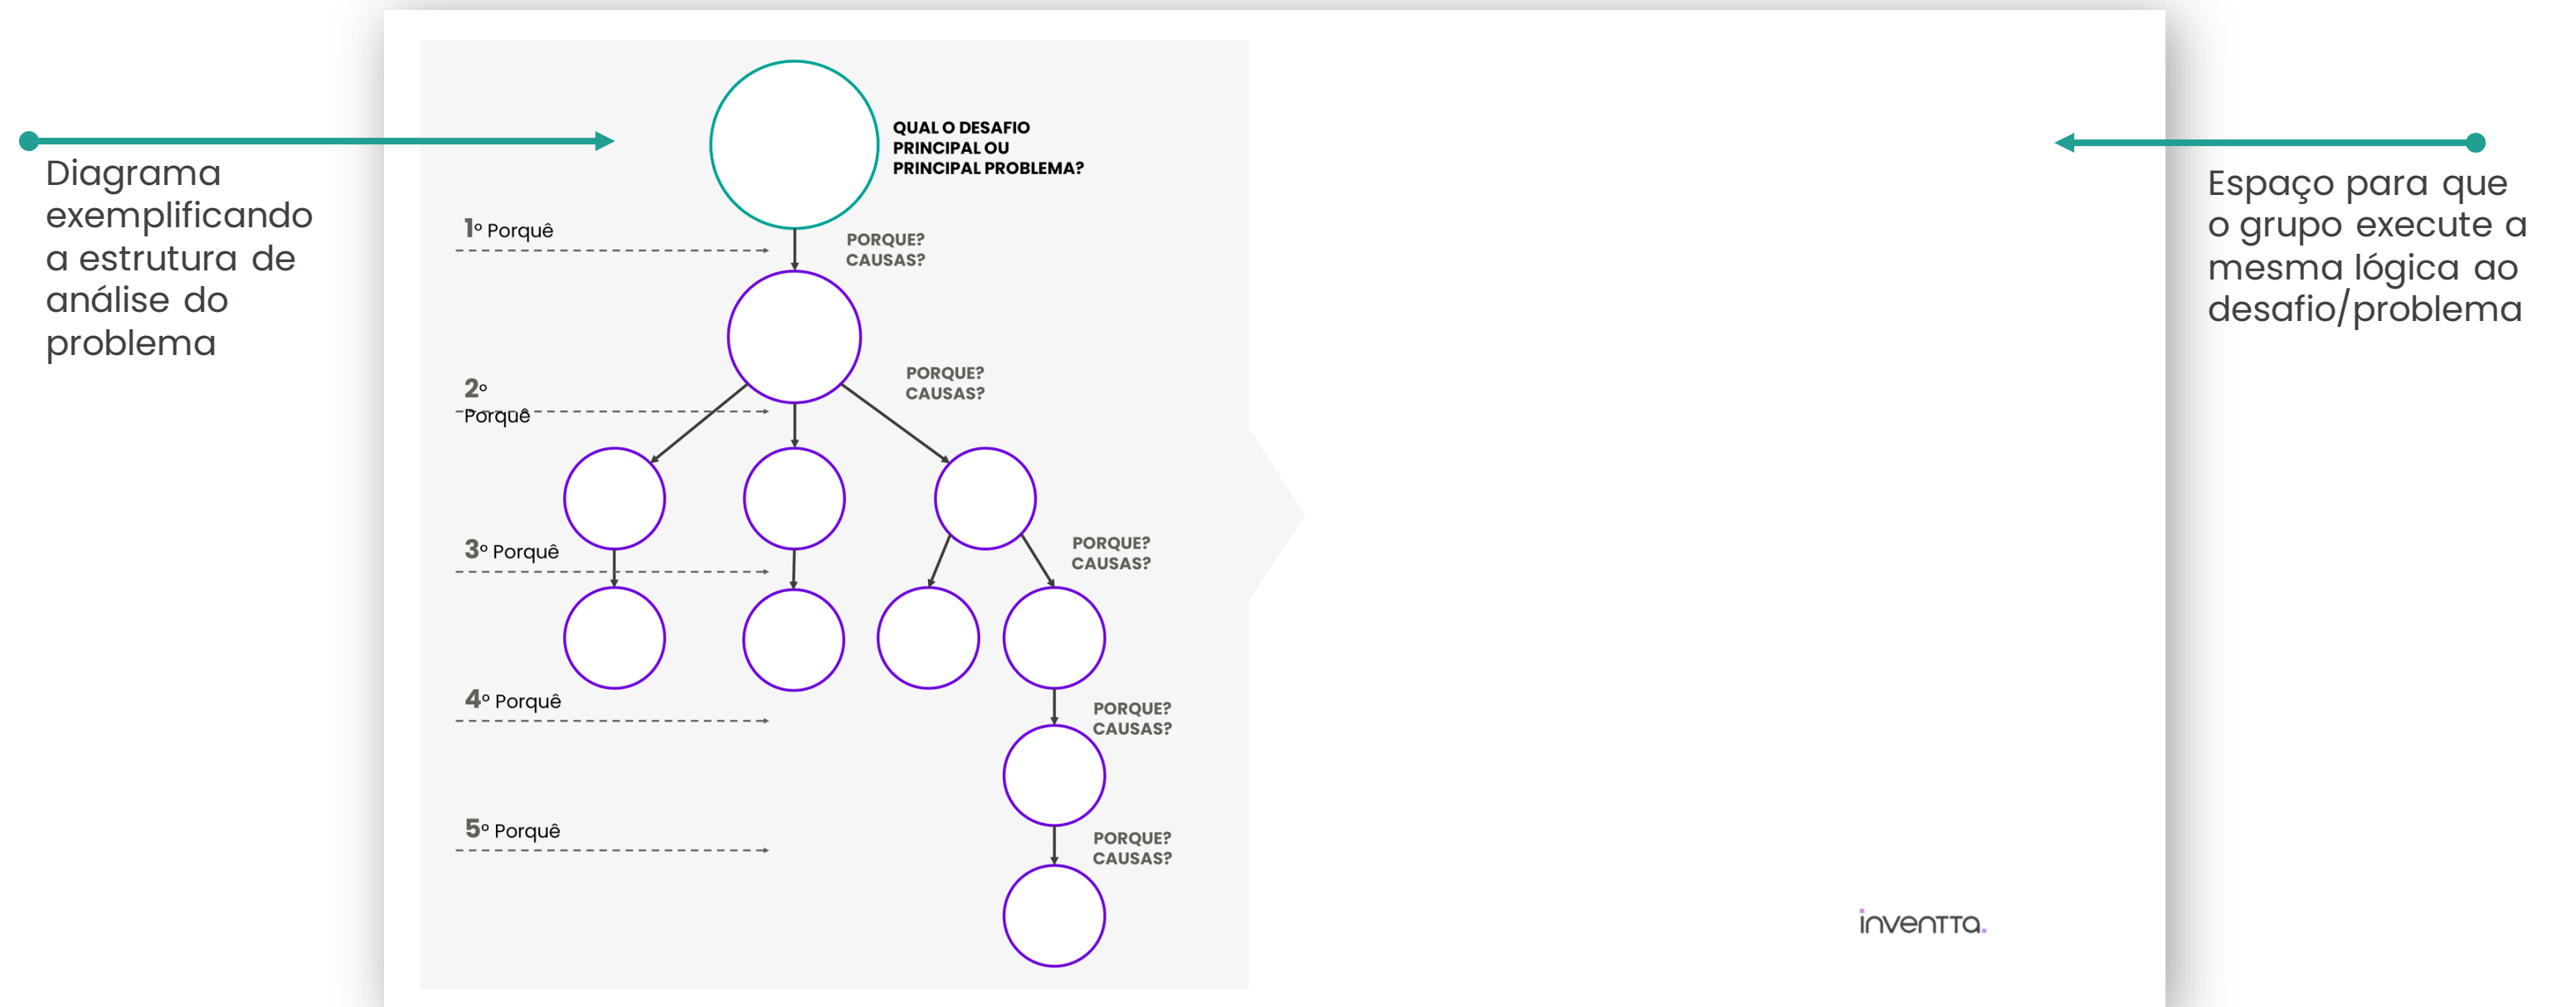 Diagrama
exemplificando
a estrutura de
análise do
problema
QUAL O DESAFIO
PRINCIPAL OU
PRINCIPAL PROBLEMA?
1º Porquê
PORQUE?
CAUSAS?
2º
Porquê
PORQUE?
CAUSAS?
3º Porquê
PORQUE?
CAUSAS?
4º Porquê
PORQUE?
CAUSAS?
5º Porquê
PORQUE?
CAUSAS?
Espaço para que
o grupo execute a
mesma lógica ao
desafio/problema
inventta.